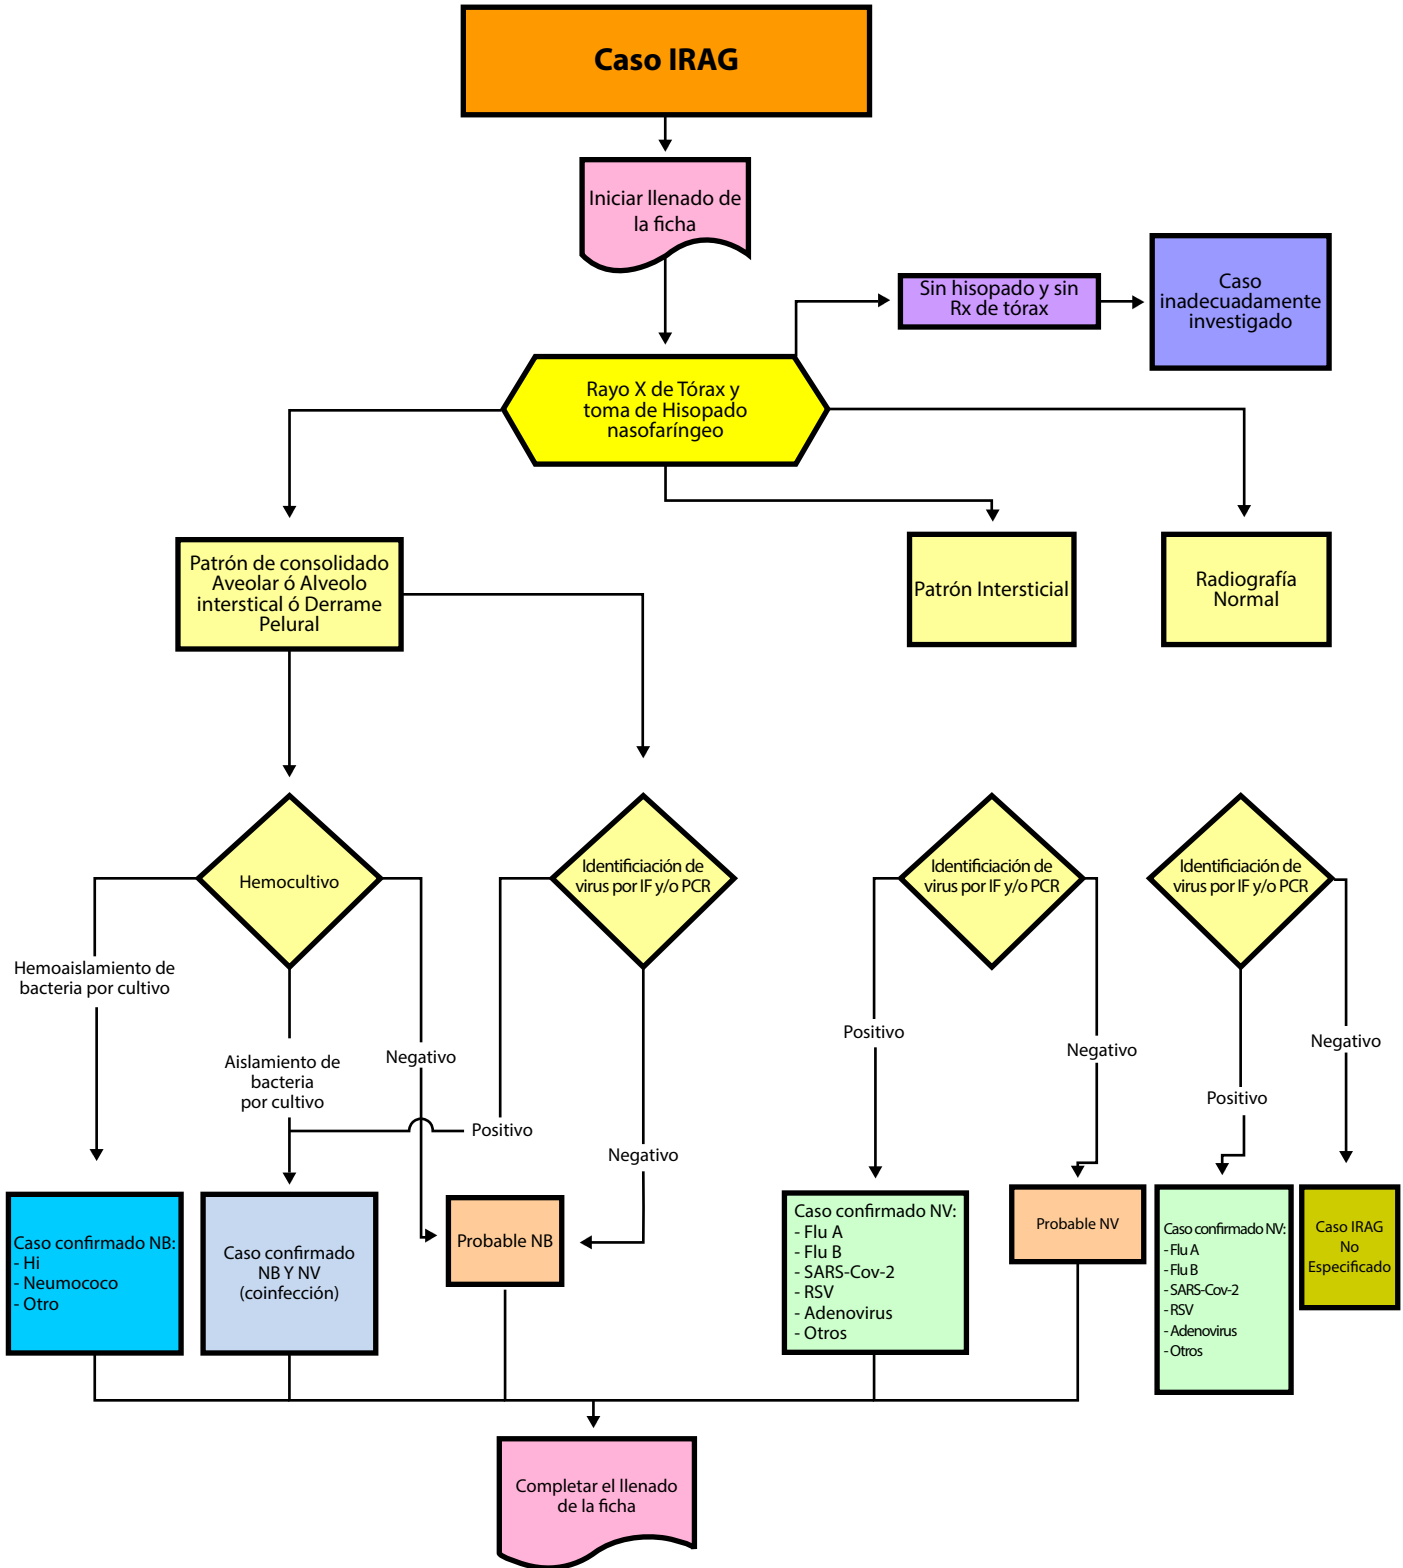 Caso IRAG
Iniciar llenado de
la ficha
Sin hisopado y sin
Rx de tórax
Caso
inadecuadamente
investigado
Rayo X de Tórax y
toma de Hisopado
nasofaríngeo
Patrón de consolidado
Aveolar ó Alveolo
interstical ó Derrame
Pelural
Patrón Intersticial
Radiografía
Normal
Hemocultivo
Identificiación de
virus por IF y/o PCR
Identificiación de
virus por IF y/o PCR
Identificiación de
virus por IF y/o PCR
Hemoaislamiento de
bacteria por cultivo
Aislamiento de
bacteria
por cultivo
Negativo
Positivo
Negativo
Positivo
Negativo
Positivo
Negativo
Caso confirmado NB:
- Hi
- Neumococo
- Otro
Caso confirmado
NB Y NV
(coinfección)
Probable NB
Caso confirmado NV:
- Flu A
- Flu B
- SARS-Cov-2
- RSV
- Adenovirus
- Otros
Probable NV
Caso confirmado NV:
- Flu A
- Flu B
- SARS-Cov-2
- RSV
- Adenovirus
- Otros
Caso IRAG
No
Especificado
Completar el llenado
de la ficha